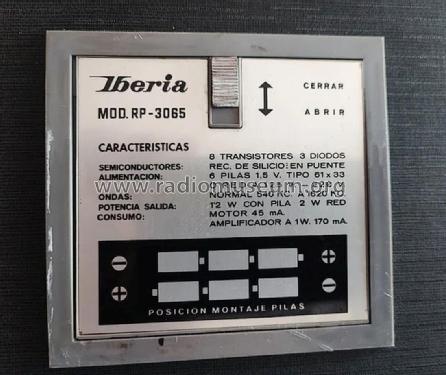 Iberia
CERRAR
MOD. RP-3065
ABRIR
CARACTERISTICAS
8 TRANSISTORES 3 DIODOS
SEMICONDUCTORES: REC. DE SILICIO EN PUENTE
ALIMENTACION: 6 PILAS 1.5 V. TIPO 61 x 33
www.radiomuseum.org
ONDAS: NORMAL 540 KC. A 1620 KC.
POTENCIA SALIDA: 1'2 W CON PILA 2 W RED
CONSUMO: MOTOR 45 mA.
AMPLIFICADOR A 1 W. 170 mA.
POSICION MONTAJE PILAS